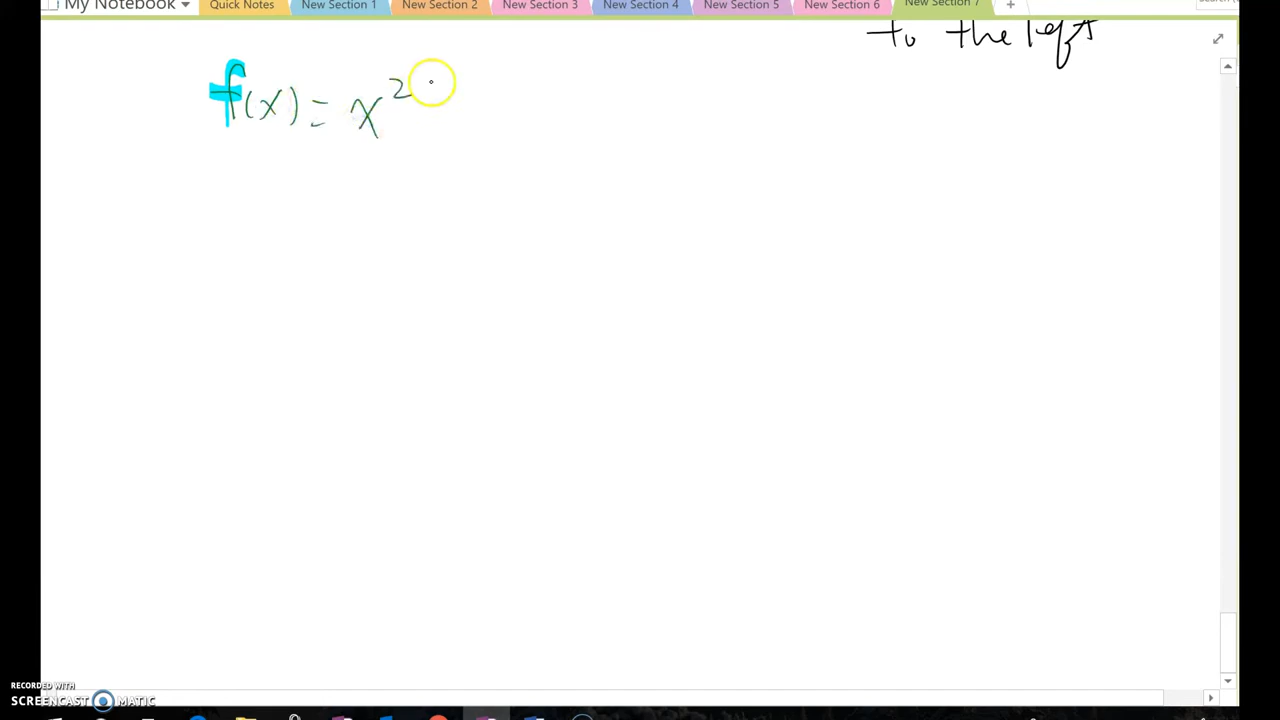 My Notebook Quick Notes New Section 1 New Section 2 New Section 3 New Section 4 New Section 5 New Section 6 New Section 7 +
to the left
f(x) = x²
RECORDED WITH
SCREENCAST MATIC